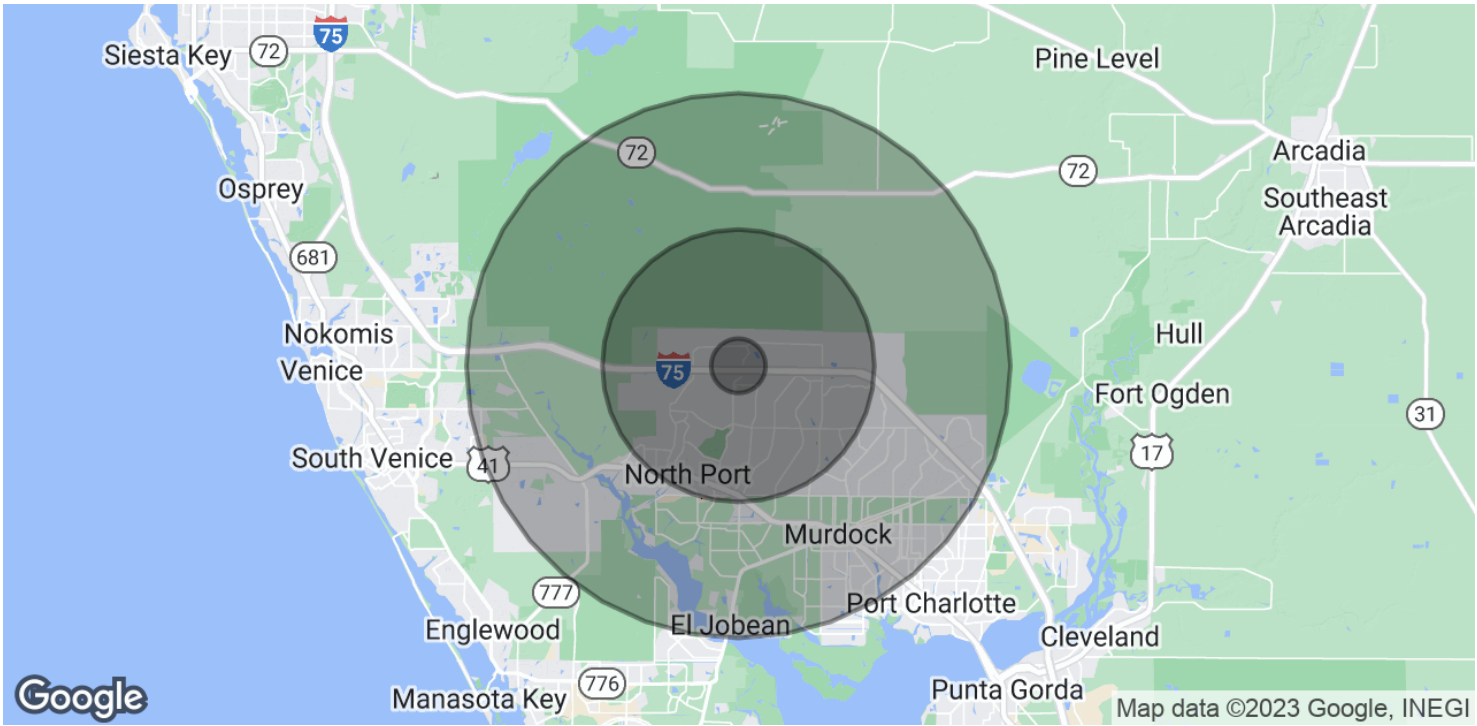 75
Siesta Key
72
Pine Level
72
Arcadia
72
Osprey
Southeast
Arcadia
681
Nokomis
Hull
Venice
75
Fort Ogden
31
South Venice
41
17
North Port
Murdock
777
Port Charlotte
El Jobean
Englewood
Cleveland
776
Manasota Key
Punta Gorda
Google
Map data ©2023 Google, INEGI